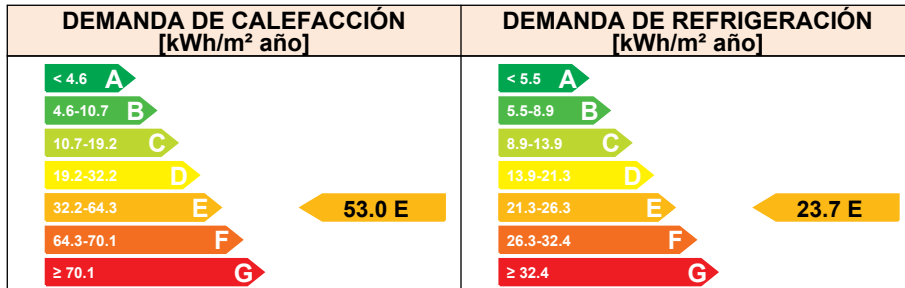 DEMANDA DE CALEFACCIÓN
[kWh/m² año]
< 4.6 A
4.6-10.7 B
10.7-19.2 C
19.2-32.2 D
32.2-64.3 E
53.0 E
64.3-70.1 F
≥ 70.1 G
DEMANDA DE REFRIGERACIÓN
[kWh/m² año]
< 5.5 A
5.5-8.9 B
8.9-13.9 C
13.9-21.3 D
21.3-26.3 E
23.7 E
26.3-32.4 F
≥ 32.4 G